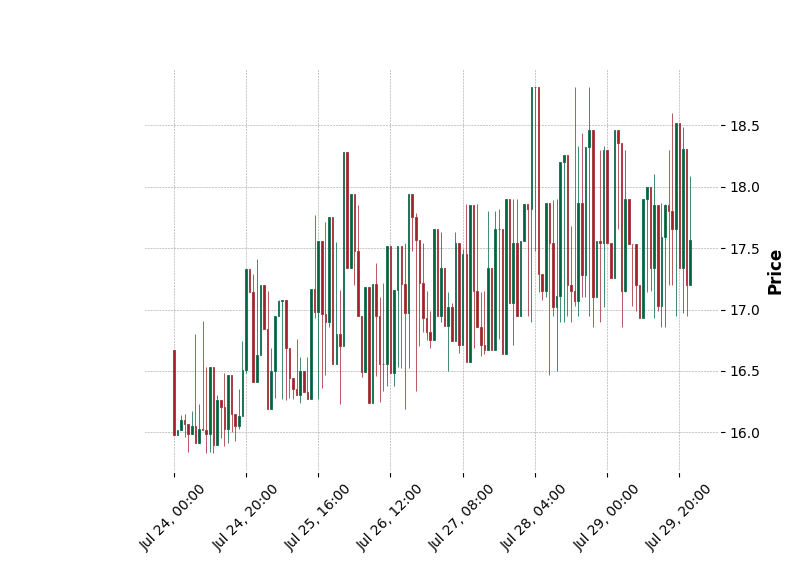 18.5
18.0
17.5
17.0
16.5
16.0
Price
Jul 24, 00:00
Jul 24, 20:00
Jul 25, 16:00
Jul 26, 12:00
Jul 27, 08:00
Jul 28, 04:00
Jul 29, 00:00
Jul 29, 20:00